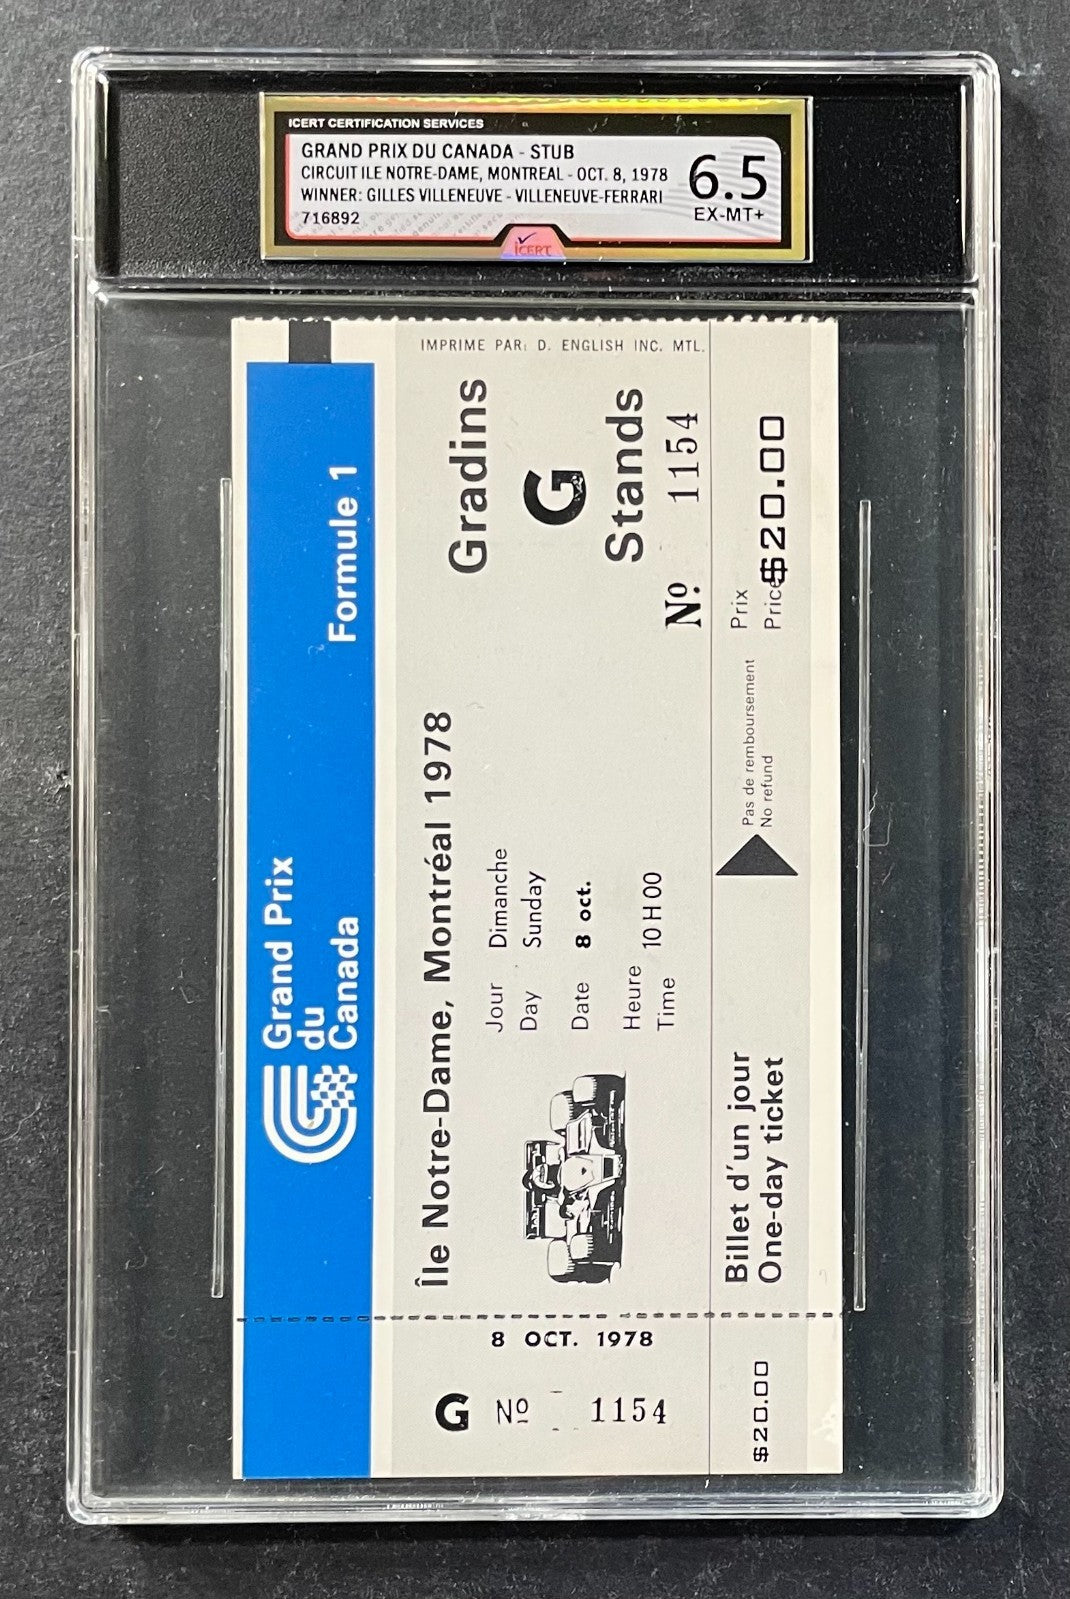 ICERT CERTIFICATION SERVICES
GRAND PRIX DU CANADA - STUB
CIRCUIT ILE NOTRE-DAME, MONTREAL - OCT. 8, 1978
WINNER: GILLES VILLENEUVE - VILLENEUVE-FERRARI
716892
6.5
EX-MT+
iCERT
IMPRIME PAR: D. ENGLISH INC. MTL.
Grand Prix
du
Canada
Formule 1
Île Notre-Dame, Montréal 1978
Jour Dimanche
Day Sunday
Date 8 oct.
Heure
Time 10 H 00
Gradins
G
Stands
Nº. 1154
Billet d'un jour
One-day ticket
Pas de remboursement
No refund
Prix
Price $20.00
8 OCT. 1978
G Nº 1154
$20.00